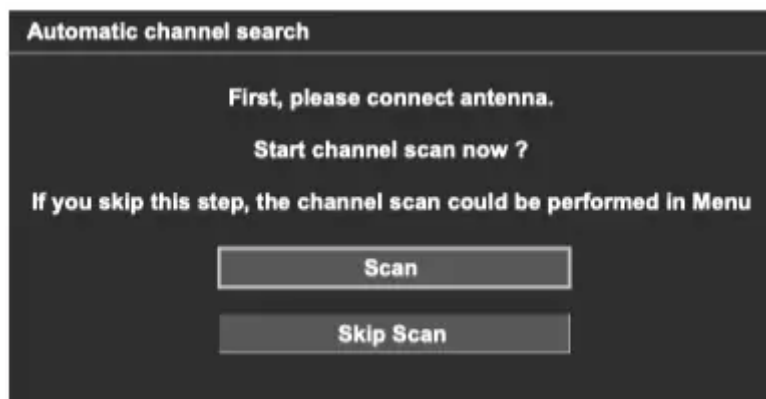 Automatic channel search
First, please connect antenna.
Start channel scan now ?
If you skip this step, the channel scan could be performed in Menu
Scan
Skip Scan